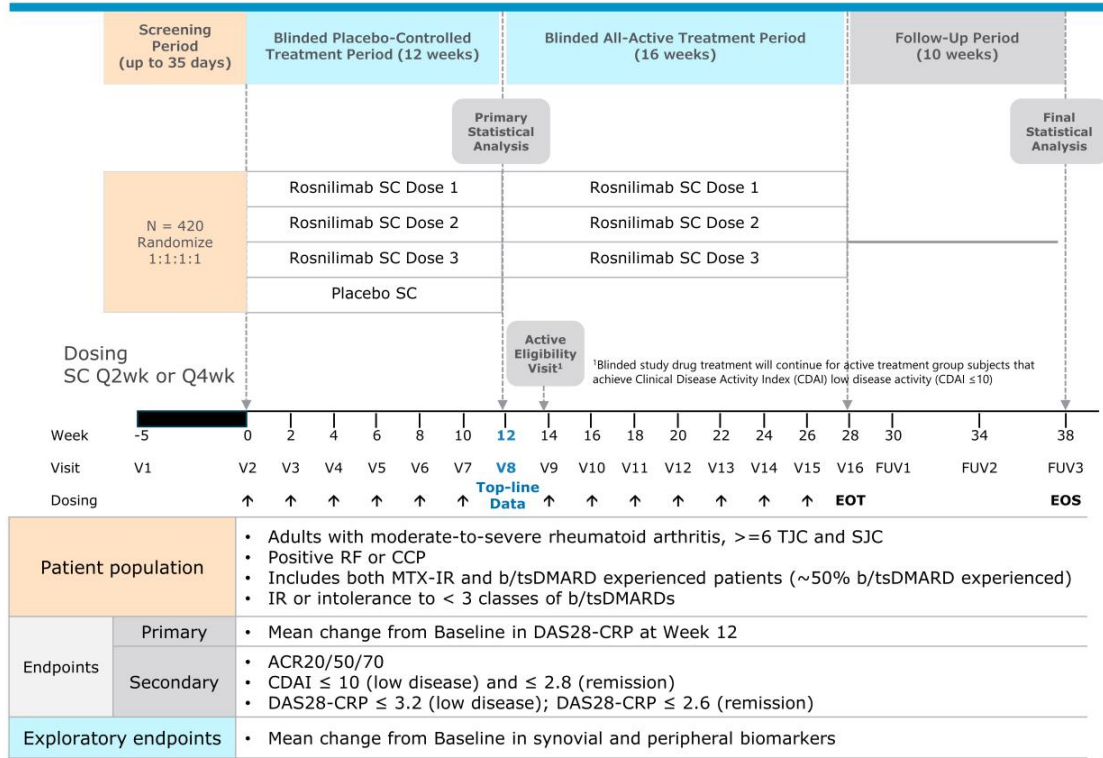 Screening
Period
(up to 35 days)
Blinded Placebo-Controlled
Treatment Period (12 weeks)
Blinded All-Active Treatment Period
(16 weeks)
Follow-Up Period
(10 weeks)
Primary
Statistical
Analysis
Final
Statistical
Analysis
N = 420
Randomize
1:1:1:1
Rosnilimab SC Dose 1
Rosnilimab SC Dose 1
Rosnilimab SC Dose 2
Rosnilimab SC Dose 2
Rosnilimab SC Dose 3
Rosnilimab SC Dose 3
Placebo SC
Active
Eligibility
Visit¹
Dosing
SC Q2wk or Q4wk
¹Blinded study drug treatment will continue for active treatment group subjects that
achieve Clinical Disease Activity Index (CDAI) low disease activity (CDAI ≤10)
Week -5 0 2 4 6 8 10 12 14 16 18 20 22 24 26 28 30 34 38
Visit V1 V2 V3 V4 V5 V6 V7 V8 V9 V10 V11 V12 V13 V14 V15 V16 FUV1 FUV2 FUV3
Dosing ↑ ↑ ↑ ↑ ↑ ↑ Top-line Data ↑ ↑ ↑ ↑ ↑ ↑ ↑ EOT EOS
Patient population
• Adults with moderate-to-severe rheumatoid arthritis, >=6 TJC and SJC
• Positive RF or CCP
• Includes both MTX-IR and b/tsDMARD experienced patients (~50% b/tsDMARD experienced)
• IR or intolerance to < 3 classes of b/tsDMARDs
Endpoints
Primary
• Mean change from Baseline in DAS28-CRP at Week 12
Secondary
• ACR20/50/70
• CDAI ≤ 10 (low disease) and ≤ 2.8 (remission)
• DAS28-CRP ≤ 3.2 (low disease); DAS28-CRP ≤ 2.6 (remission)
Exploratory endpoints
• Mean change from Baseline in synovial and peripheral biomarkers